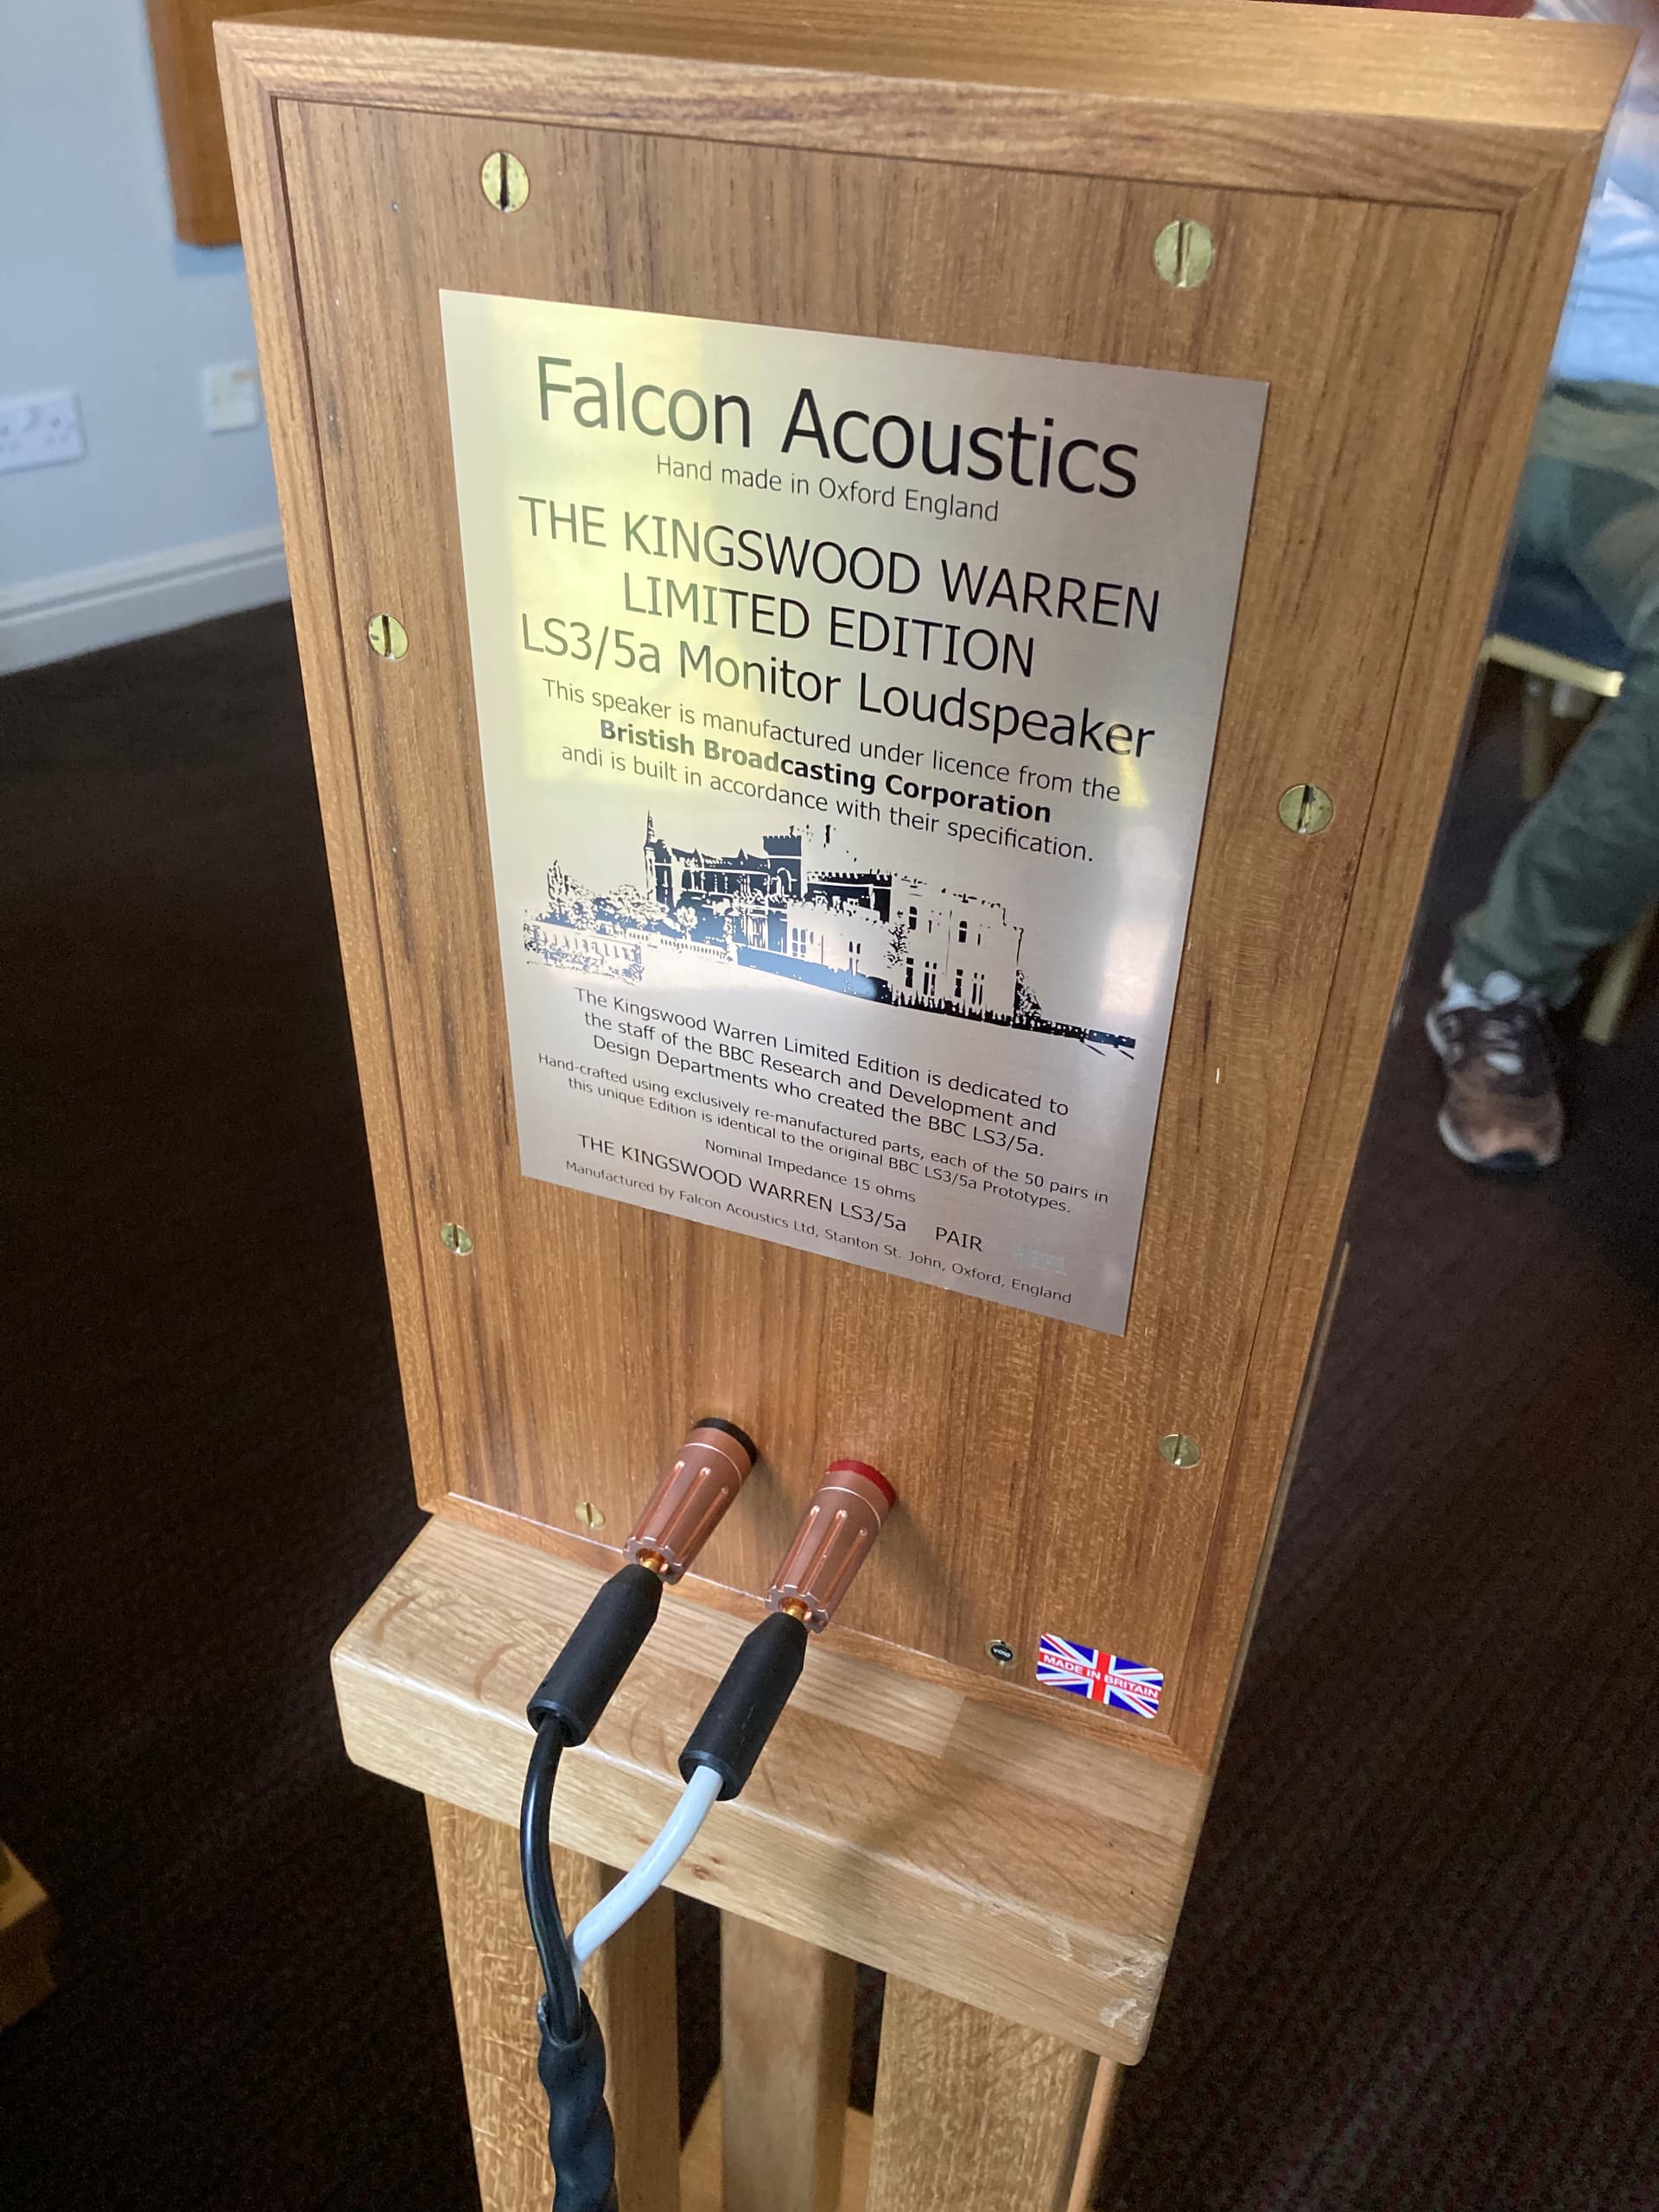 Falcon Acoustics
Hand made in Oxford England
THE KINGSWOOD WARREN
LIMITED EDITION
LS3/5a Monitor Loudspeaker
This speaker is manufactured under licence from the
Bristish Broadcasting Corporation
andi is built in accordance with their specification.
The Kingswood Warren Limited Edition is dedicated to
the staff of the BBC Research and Development and
Design Departments who created the BBC LS3/5a.
Hand-crafted using exclusively re-manufactured parts, each of the 50 pairs in
this unique Edition is identical to the original BBC LS3/5a Prototypes.
Nominal Impedance 15 ohms
THE KINGSWOOD WARREN LS3/5a PAIR
Manufactured by Falcon Acoustics Ltd, Stanton St. John, Oxford, England
MADE IN BRITAIN